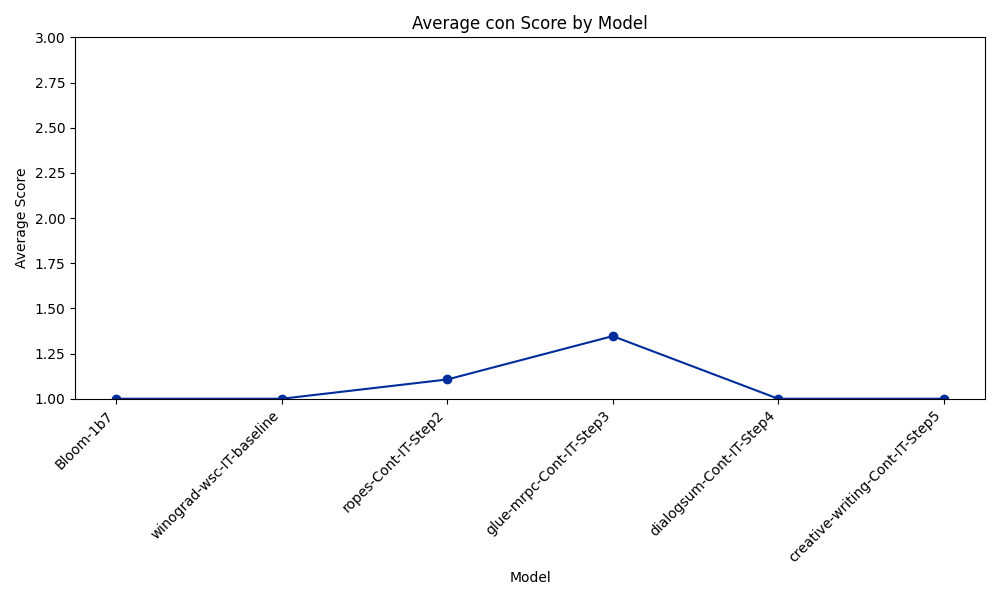 Average con Score by Model
Average Score
3.00
2.75
2.50
2.25
2.00
1.75
1.50
1.25
1.00
Bloom-1b7
winograd-wsc-IT-baseline
ropes-Cont-IT-Step2
glue-mrpc-Cont-IT-Step3
dialogsum-Cont-IT-Step4
creative-writing-Cont-IT-Step5
Model